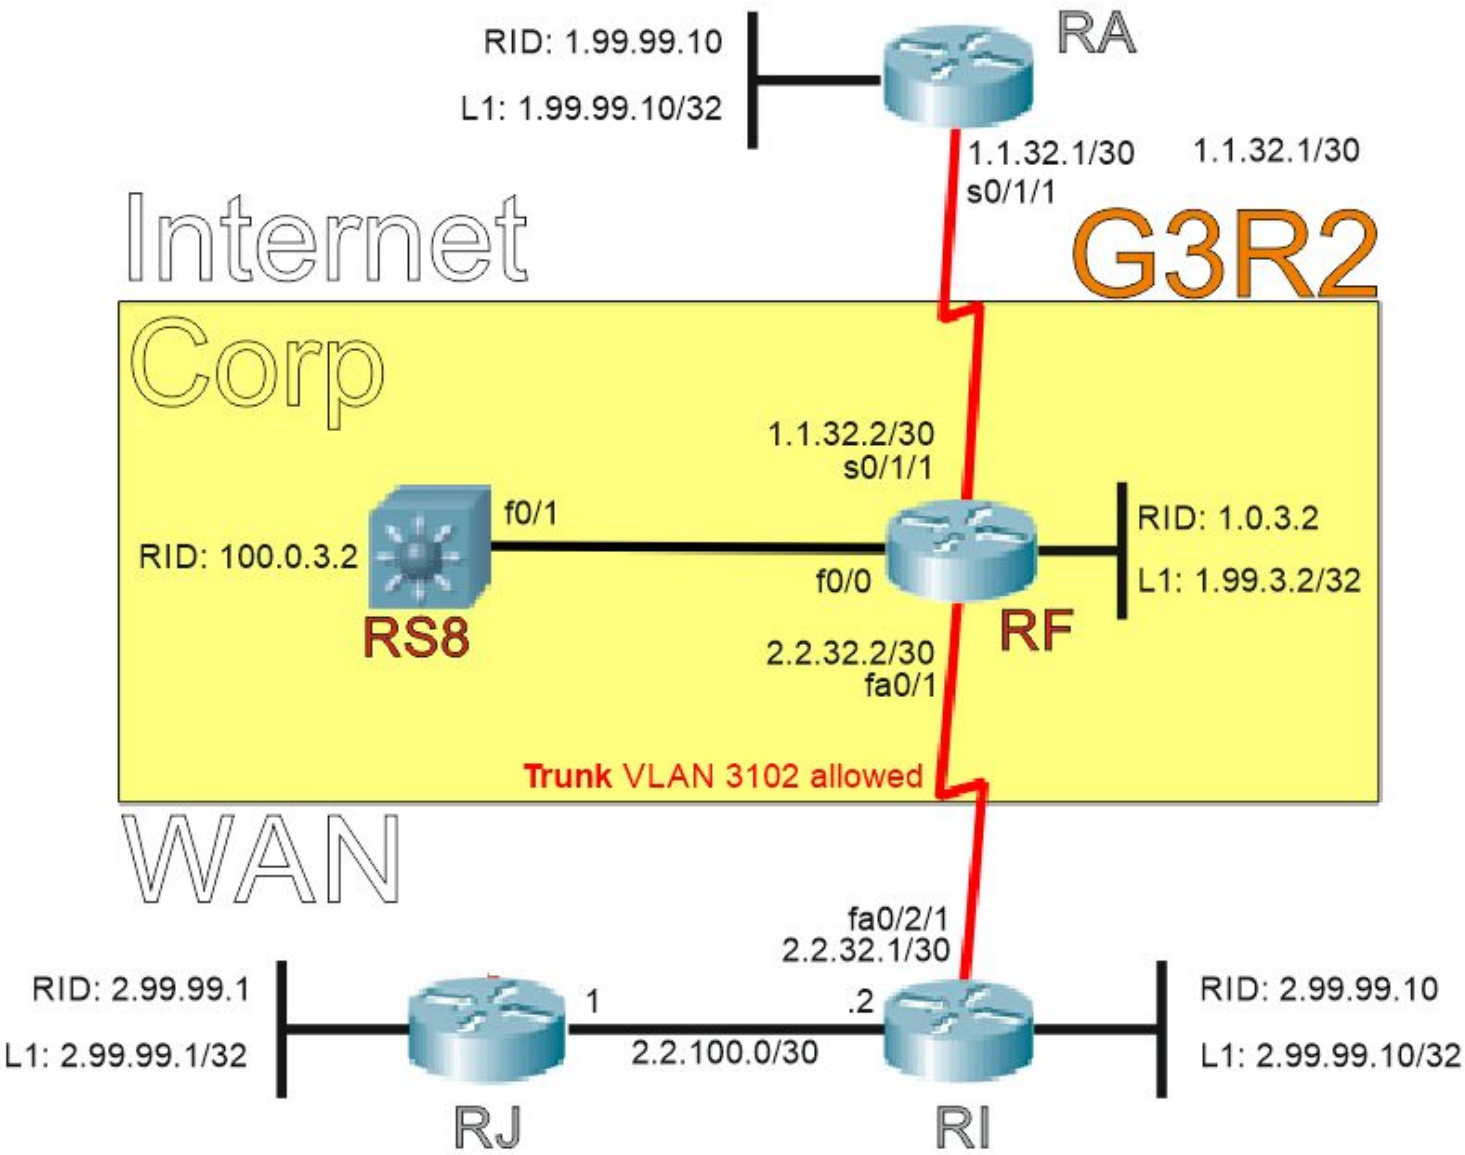 RA
RID: 1.99.99.10
L1: 1.99.99.10/32
1.1.32.1/30
1.1.32.1/30
s0/1/1
Internet
G3R2
Corp
1.1.32.2/30
s0/1/1
f0/1
RID: 100.0.3.2
RS8
f0/0
RID: 1.0.3.2
L1: 1.99.3.2/32
RF
2.2.32.2/30
fa0/1
Trunk VLAN 3102 allowed
WAN
fa0/2/1
2.2.32.1/30
RID: 2.99.99.1
L1: 2.99.99.1/32
1
.2
2.2.100.0/30
RID: 2.99.99.10
L1: 2.99.99.10/32
RJ
RI